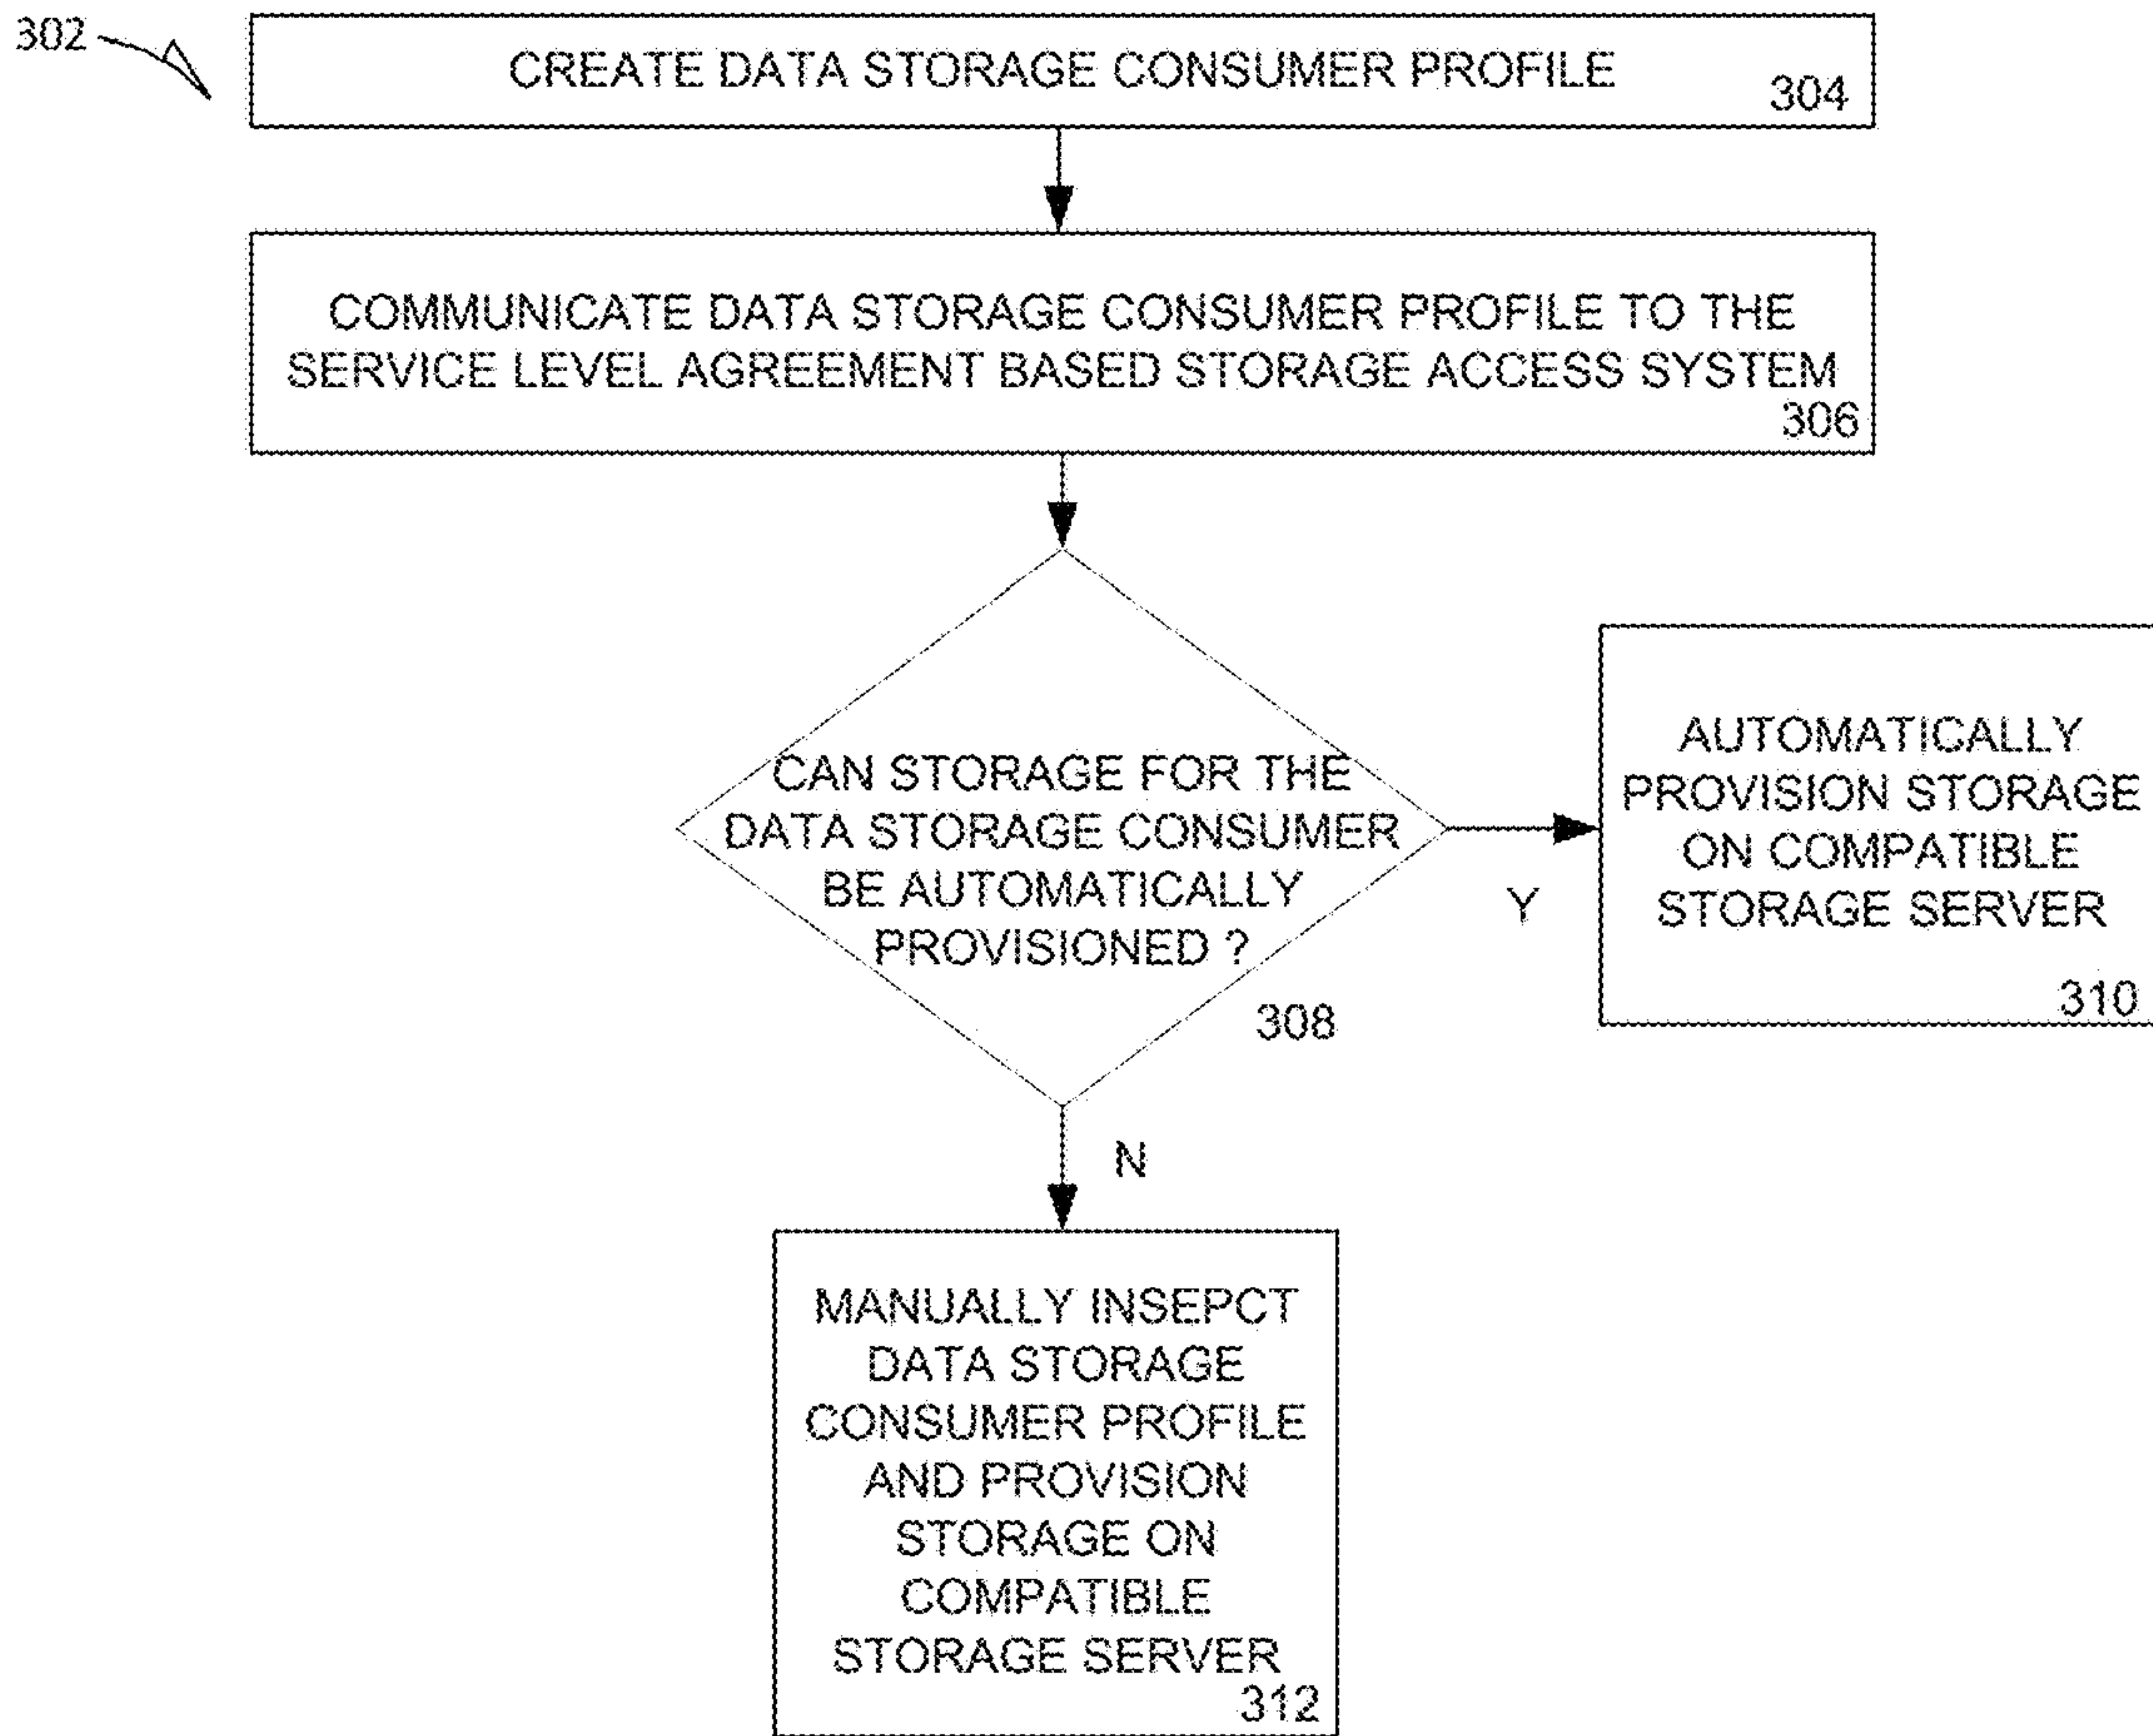 302
CREATE DATA STORAGE CONSUMER PROFILE
304
COMMUNICATE DATA STORAGE CONSUMER PROFILE TO THE
SERVICE LEVEL AGREEMENT BASED STORAGE ACCESS SYSTEM
306
CAN STORAGE FOR THE
DATA STORAGE CONSUMER
BE AUTOMATICALLY
PROVISIONED ?
308
Y
AUTOMATICALLY
PROVISION STORAGE
ON COMPATIBLE
STORAGE SERVER
310
N
MANUALLY INSEPCT
DATA STORAGE
CONSUMER PROFILE
AND PROVISION
STORAGE ON
COMPATIBLE
STORAGE SERVER
312